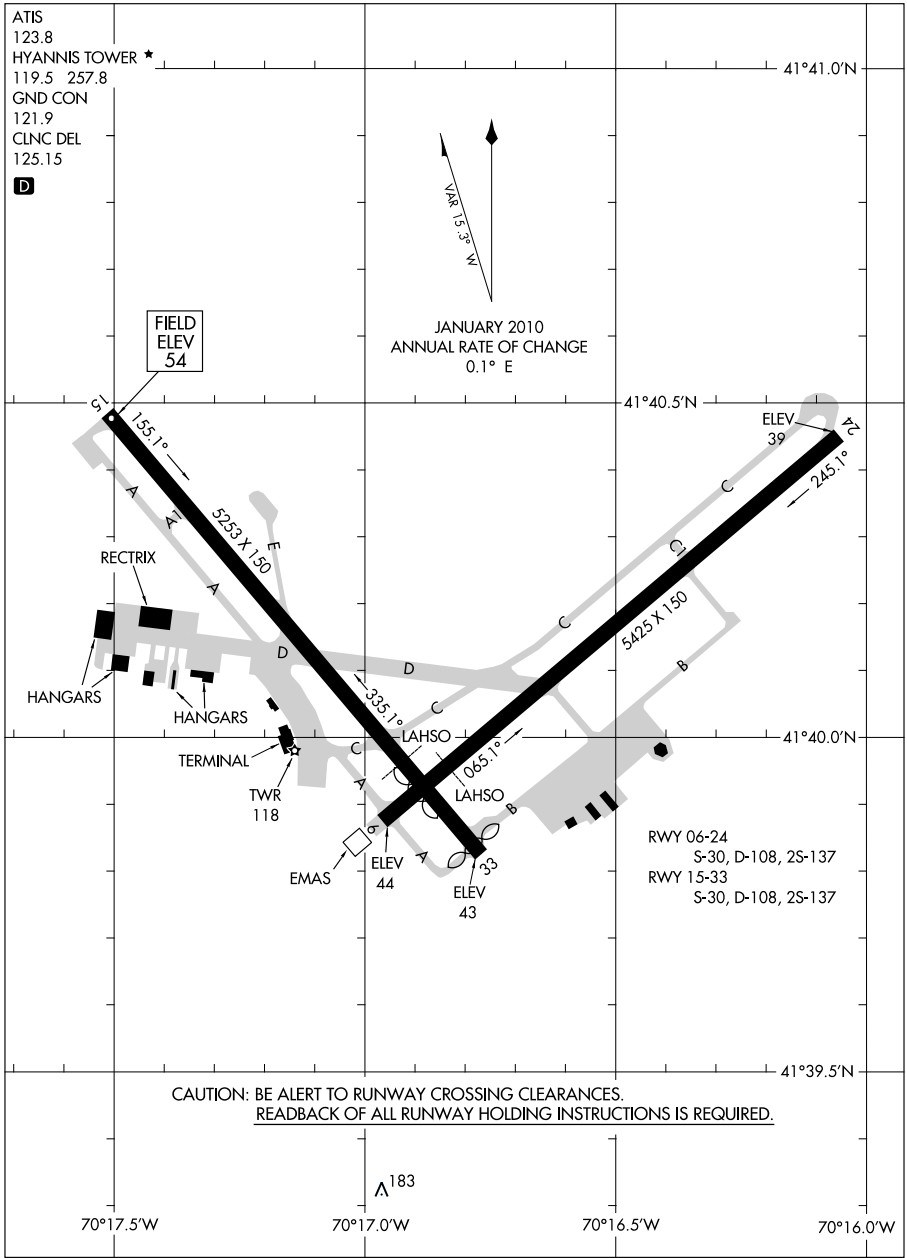 ATIS
123.8
HYANNIS TOWER ★
119.5 257.8
GND CON
121.9
CLNC DEL
125.15
D
41°41.0'N
VAR 15.3° W
JANUARY 2010
ANNUAL RATE OF CHANGE
0.1° E
FIELD
ELEV
54
41°40.5'N
15
155.1°
ELEV
39
24
245.1°
A
A1
5253 X 150
E
C
C1
RECTRIX
A
C
5425 X 150
D
D
B
HANGARS
HANGARS
335.1°
C
LAHSO
065.1°
41°40.0'N
TERMINAL
C
A
LAHSO
TWR
118
B
6
A
EMAS
ELEV
44
33
ELEV
43
RWY 06-24
S-30, D-108, 2S-137
RWY 15-33
S-30, D-108, 2S-137
41°39.5'N
CAUTION: BE ALERT TO RUNWAY CROSSING CLEARANCES.
READBACK OF ALL RUNWAY HOLDING INSTRUCTIONS IS REQUIRED.
183
70°17.5'W
70°17.0'W
70°16.5'W
70°16.0'W